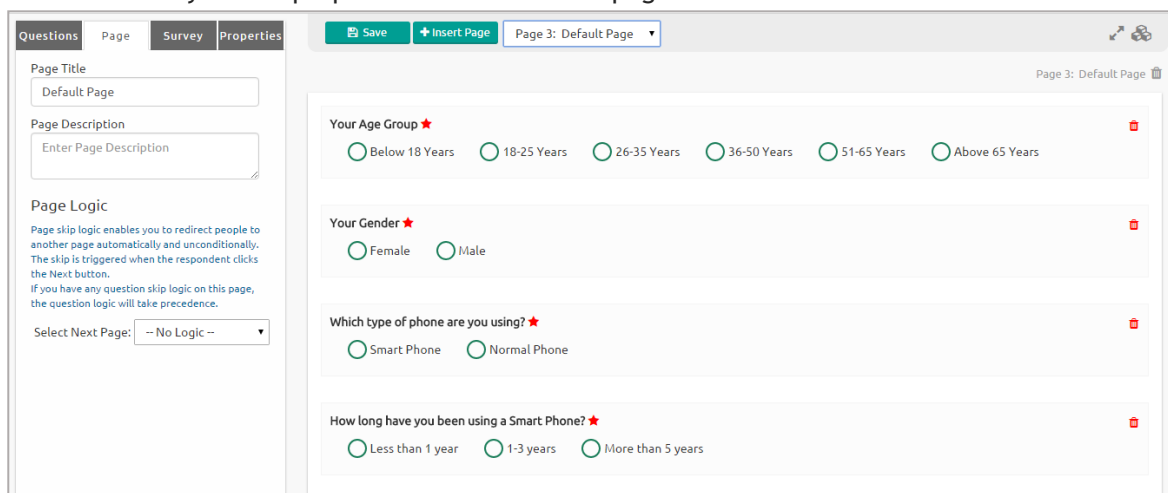 Questions Page Survey Properties
Save Insert Page Page 3: Default Page
Page Title
Default Page
Page Description
Enter Page Description
Page Logic
Page skip logic enables you to redirect people to
another page automatically and unconditionally.
The skip is triggered when the respondent clicks
the Next button.
If you have any question skip logic on this page,
the question logic will take precedence.
Select Next Page: -- No Logic --
Page 3: Default Page
Your Age Group
Below 18 Years 18-25 Years 26-35 Years 36-50 Years 51-65 Years Above 65 Years
Your Gender
Female Male
Which type of phone are you using?
Smart Phone Normal Phone
How long have you been using a Smart Phone?
Less than 1 year 1-3 years More than 5 years